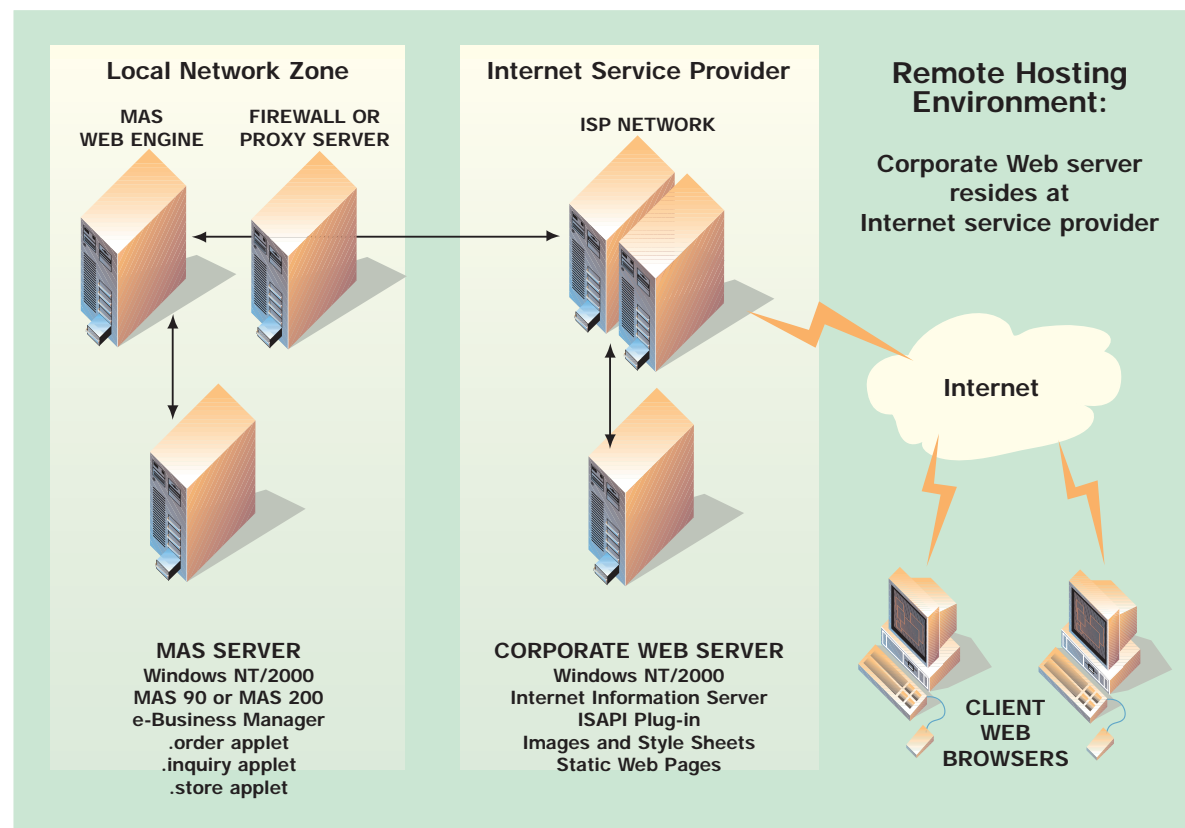 Local Network Zone
MAS
WEB ENGINE
FIREWALL OR
PROXY SERVER
MAS SERVER
Windows NT/2000
MAS 90 or MAS 200
e-Business Manager
.order applet
.inquiry applet
.store applet
Internet Service Provider
ISP NETWORK
CORPORATE WEB SERVER
Windows NT/2000
Internet Information Server
ISAPI Plug-in
Images and Style Sheets
Static Web Pages
Remote Hosting
Environment:
Corporate Web server
resides at
Internet service provider
Internet
CLIENT
WEB
BROWSERS